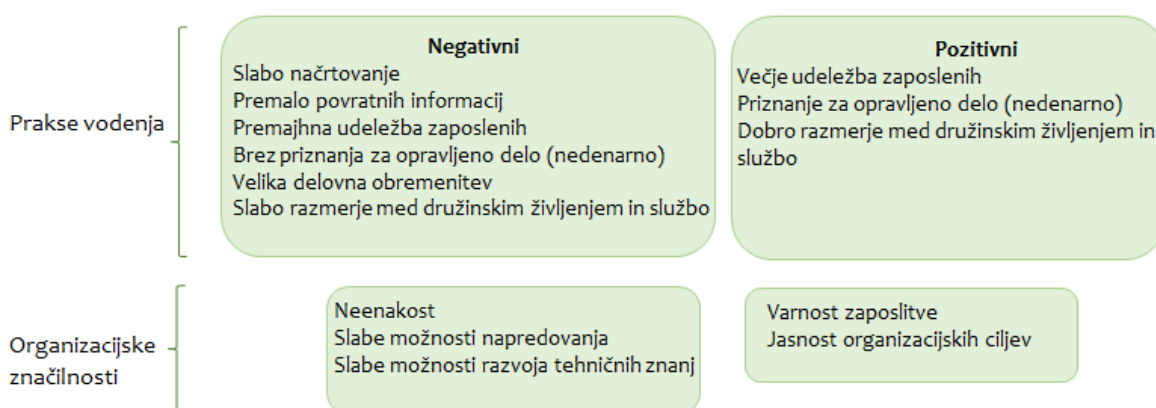 Prakse vodenja
Negativni
Slabo načrtovanje
Premalo povratnih informacij
Premajhna udeležba zaposlenih
Brez priznanja za opravljeno delo (nedenarno)
Velika delovna obremenitev
Slabo razmerje med družinskim življenjem in službo
Pozitivni
Večje udeležba zaposlenih
Priznanje za opravljeno delo (nedenarno)
Dobro razmerje med družinskim življenjem in
službo
Organizacijske
značilnosti
Neenakost
Slabe možnosti napredovanja
Slabe možnosti razvoja tehničnih znanj
Varnost zaposlitve
Jasnost organizacijskih ciljev